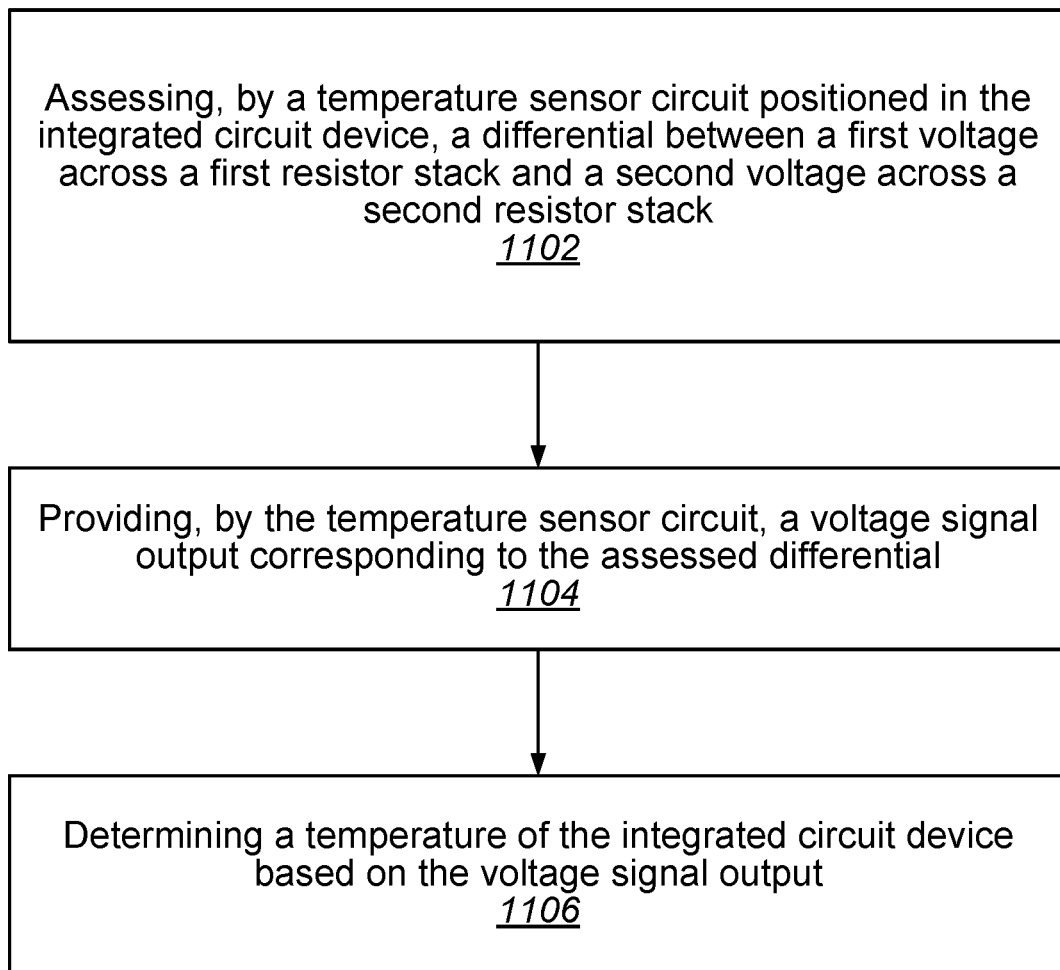 Assessing, by a temperature sensor circuit positioned in the
integrated circuit device, a differential between a first voltage
across a first resistor stack and a second voltage across a
second resistor stack
1102
Providing, by the temperature sensor circuit, a voltage signal
output corresponding to the assessed differential
1104
Determining a temperature of the integrated circuit device
based on the voltage signal output
1106